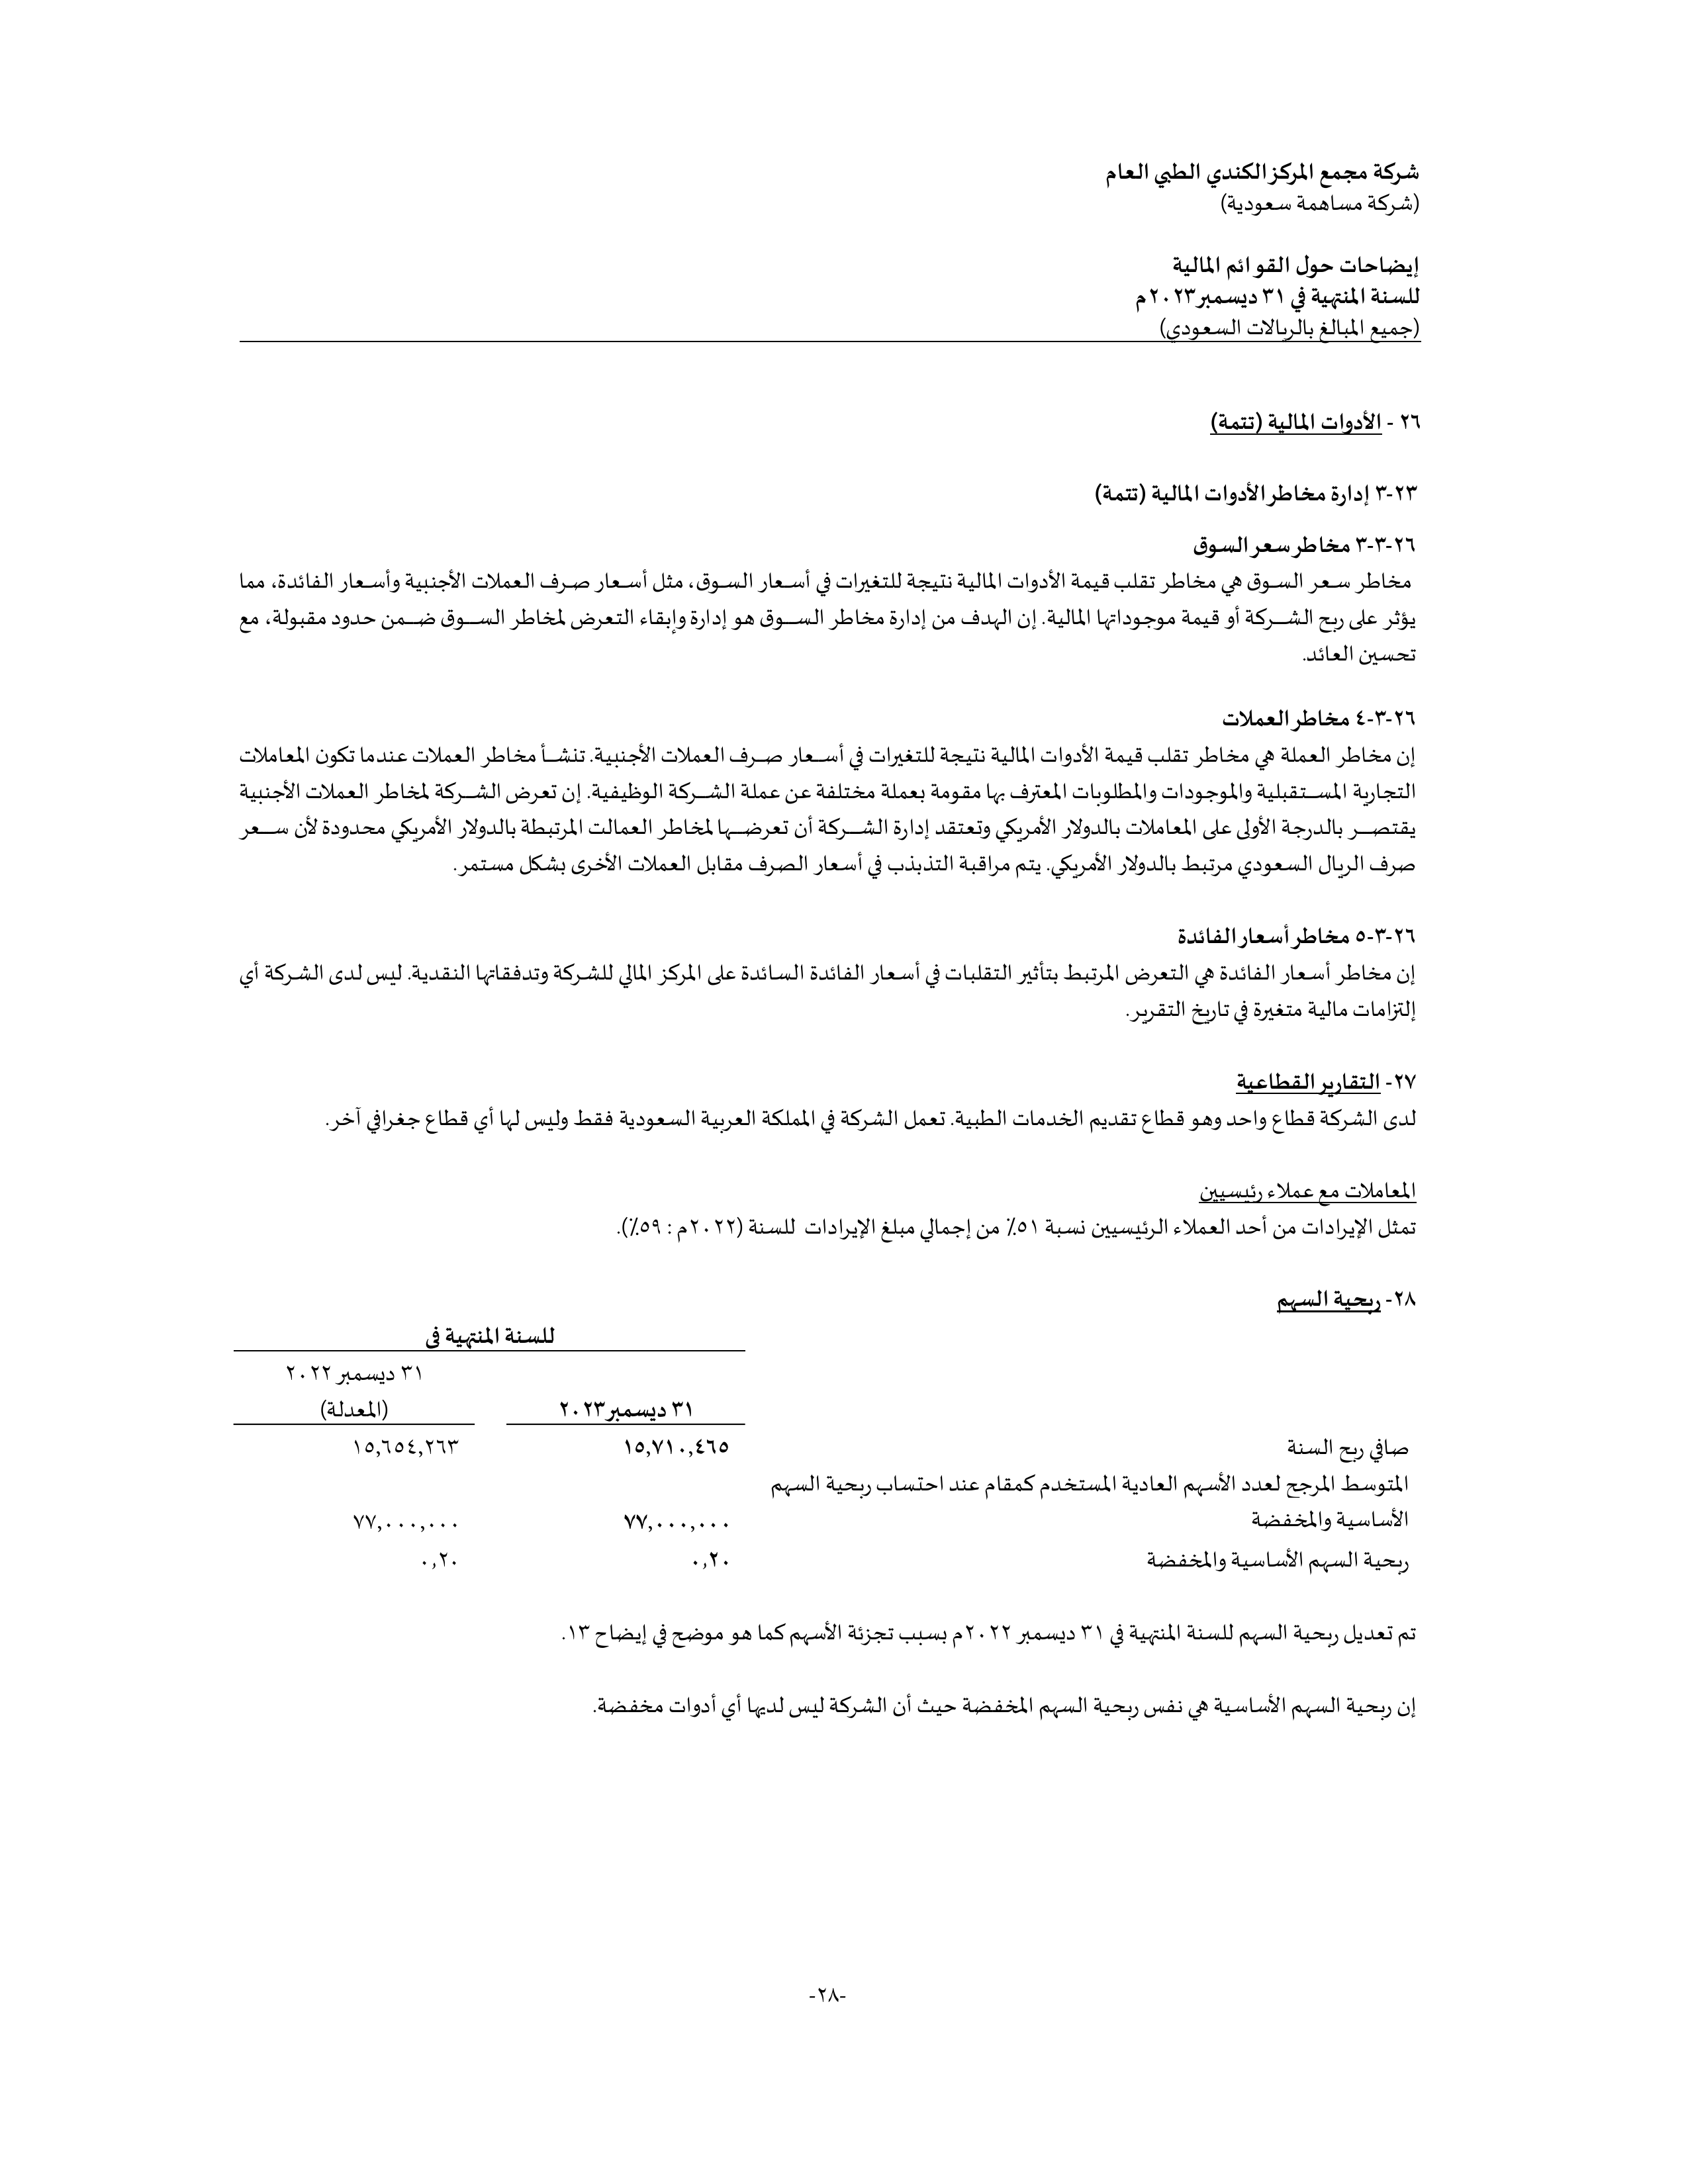 شركة مجمع المركز الكندي الطبي العام
(شركة مساهمة سعودية)
إيضاحات حول القوائم المالية
للسنة المنتهية في ٣١ ديسمبر ٢٠٢٣م
(جميع المبالغ بالريالات السعودي)
٢٦ - الأدوات المالية (تتمة)
٣-٢٣ إدارة مخاطر الأدوات المالية (تتمة)
٣-٣-٢٦ مخاطر سعر السوق
مخاطر سعر السوق هي مخاطر تقلب قيمة الأدوات المالية نتيجة للتغيرات في أسعار السوق، مثل أسعار صرف العملات الأجنبية وأسعار الفائدة، مما
يؤثر على ربح الشركة أو قيمة موجوداتها المالية. إن الهدف من إدارة مخاطر السوق هو إدارة وإبقاء التعرض لمخاطر السوق ضمن حدود مقبولة، مع
تحسين العائد.
٤-٣-٢٦ مخاطر العملات
إن مخاطر العملة هي مخاطر تقلب قيمة الأدوات المالية نتيجة للتغيرات في أسعار صرف العملات الأجنبية. تنشأ مخاطر العملات عندما تكون المعاملات
التجارية المستقبلية والموجودات والمطلوبات المعترف بها مقومة بعملة مختلفة عن عملة الشركة الوظيفية. إن تعرض الشركة لمخاطر العملات الأجنبية
يقتصر بالدرجة الأولى على المعاملات بالدولار الأمريكي وتعتقد إدارة الشركة أن تعرضها لمخاطر العمالت المرتبطة بالدولار الأمريكي محدودة لأن سعر
صرف الريال السعودي مرتبط بالدولار الأمريكي. يتم مراقبة التذبذب في أسعار الصرف مقابل العملات الأخرى بشكل مستمر.
٥-٣-٢٦ مخاطر أسعار الفائدة
إن مخاطر أسعار الفائدة هي التعرض المرتبط بتأثير التقلبات في أسعار الفائدة السائدة على المركز المالي للشركة وتدفقاتها النقدية. ليس لدى الشركة أي
إلتزامات مالية متغيرة في تاريخ التقرير.
٢٧- التقارير القطاعية
لدى الشركة قطاع واحد وهو قطاع تقديم الخدمات الطبية. تعمل الشركة في المملكة العربية السعودية فقط وليس لها أي قطاع جغرافي آخر.
المعاملات مع عملاء رئيسيين
تمثل الإيرادات من أحد العملاء الرئيسيين نسبة ٥١٪ من إجمالي مبلغ الإيرادات للسنة (٢٠٢٢م : ٥٩٪).
٢٨- ربحية السهم
للسنة المنتهية في
٣١ ديسمبر ٢٠٢٢
٣١ ديسمبر ٢٠٢٣ (المعدلة)
صافي ربح السنة ١٥,٧١٠,٤٦٥ ١٥,٦٥٤,٢٦٣
المتوسط المرجح لعدد الأسهم العادية المستخدم كمقام عند احتساب ربحية السهم
الأساسية والمخفضة ٧٧,٠٠٠,٠٠٠ ٧٧,٠٠٠,٠٠٠
ربحية السهم الأساسية والمخفضة ٠,٢٠ ٠,٢٠
تم تعديل ربحية السهم للسنة المنتهية في ٣١ ديسمبر ٢٠٢٢م بسبب تجزئة الأسهم كما هو موضح في إيضاح ١٣.
إن ربحية السهم الأساسية هي نفس ربحية السهم المخفضة حيث أن الشركة ليس لديها أي أدوات مخفضة.
-٢٨-